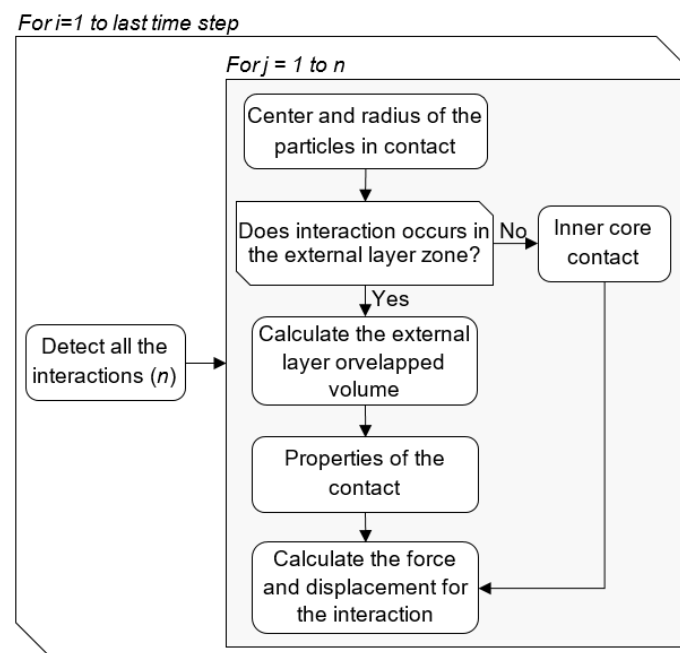 For i=1 to last time step
For j = 1 to n
Center and radius of the
particles in contact
Does interaction occurs in
the external layer zone?
No
Inner core
contact
Yes
Detect all the
interactions (n)
Calculate the external
layer orvelapped
volume
Properties of the
contact
Calculate the force
and displacement for
the interaction